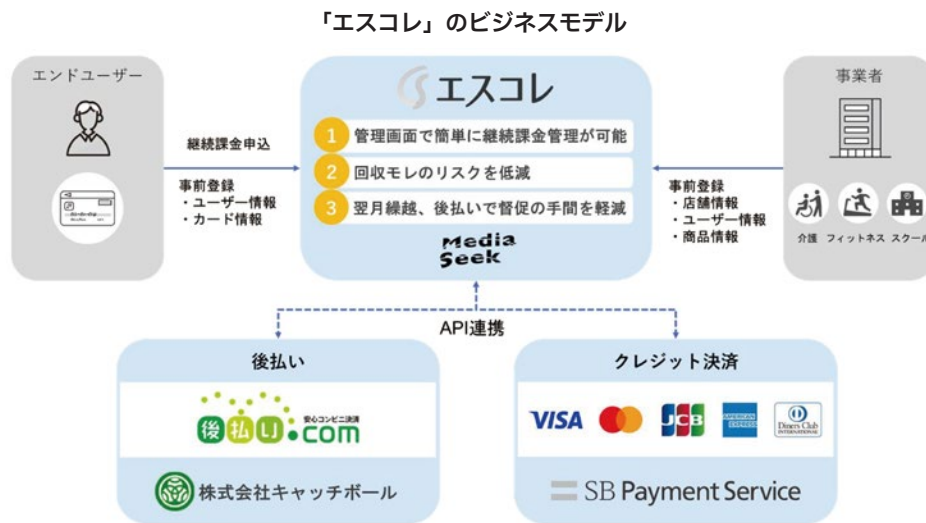 「エスコレ」のビジネスモデル
エンドユーザー
継続課金申込
事前登録
・ユーザー情報
・カード情報
エスコレ
1 管理画面で簡単に継続課金管理が可能
2 回収モレのリスクを低減
3 翌月繰越、後払いで督促の手間を軽減
Media
Seek
事業者
事前登録
・店舗情報
・ユーザー情報
・商品情報
介護 フィットネス スクール
API連携
後払い
安心コンビニ決済
後払い.com
株式会社キャッチボール
クレジット決済
VISA JCB AMERICAN EXPRESS Diners Club INTERNATIONAL
SB Payment Service